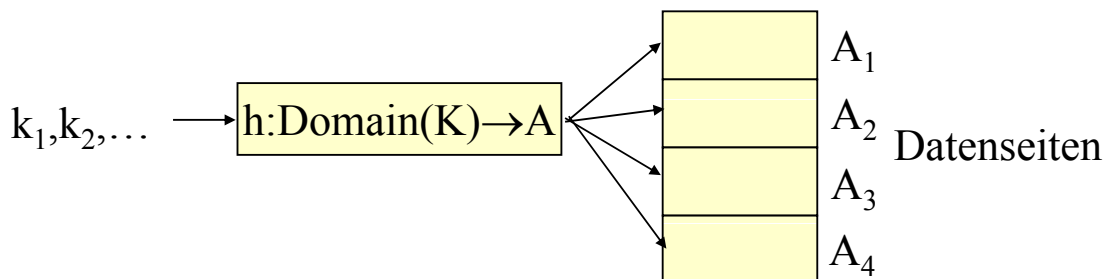 k₁,k₂,…
h:Domain(K)→A
A₁
A₂
A₃
A₄
Datenseiten